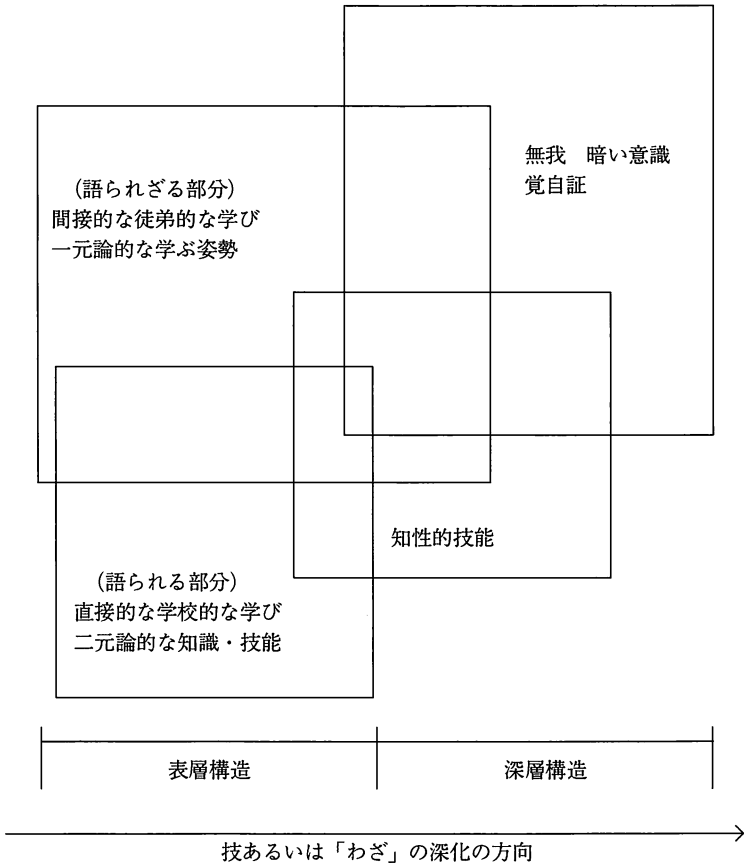 無我　暗い意識
覚自証
（語られざる部分）
間接的な徒弟的な学び
一元論的な学ぶ姿勢
知性的技能
（語られる部分）
直接的な学校的な学び
二元論的な知識・技能
表層構造
深層構造
技あるいは「わざ」の深化の方向